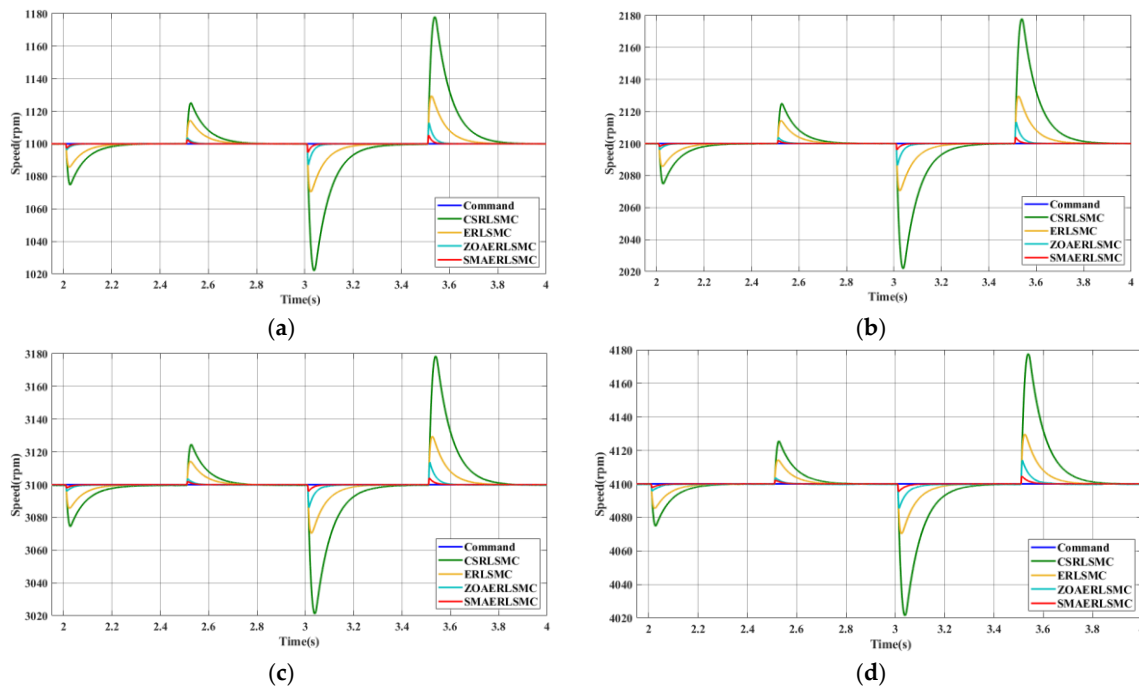 1180
1160
1140
1120
1100
1080
1060
1040
1020
Speed(rpm)
Command
CSRLSMC
ERLSMC
ZOAERLSMC
SMAERLSMC
2 2.2 2.4 2.6 2.8 3 3.2 3.4 3.6 3.8 4
Time(s)
(a)
2180
2160
2140
2120
2100
2080
2060
2040
2020
Speed(rpm)
Command
CSRLSMC
ERLSMC
ZOAERLSMC
SMAERLSMC
2 2.2 2.4 2.6 2.8 3 3.2 3.4 3.6 3.8 4
Time(s)
(b)
3180
3160
3140
3120
3100
3080
3060
3040
3020
Speed(rpm)
Command
CSRLSMC
ERLSMC
ZOAERLSMC
SMAERLSMC
2 2.2 2.4 2.6 2.8 3 3.2 3.4 3.6 3.8 4
Time(s)
(c)
4180
4160
4140
4120
4100
4080
4060
4040
4020
Speed(rpm)
Command
CSRLSMC
ERLSMC
ZOAERLSMC
SMAERLSMC
2 2.2 2.4 2.6 2.8 3 3.2 3.4 3.6 3.8
Time(s)
(d)